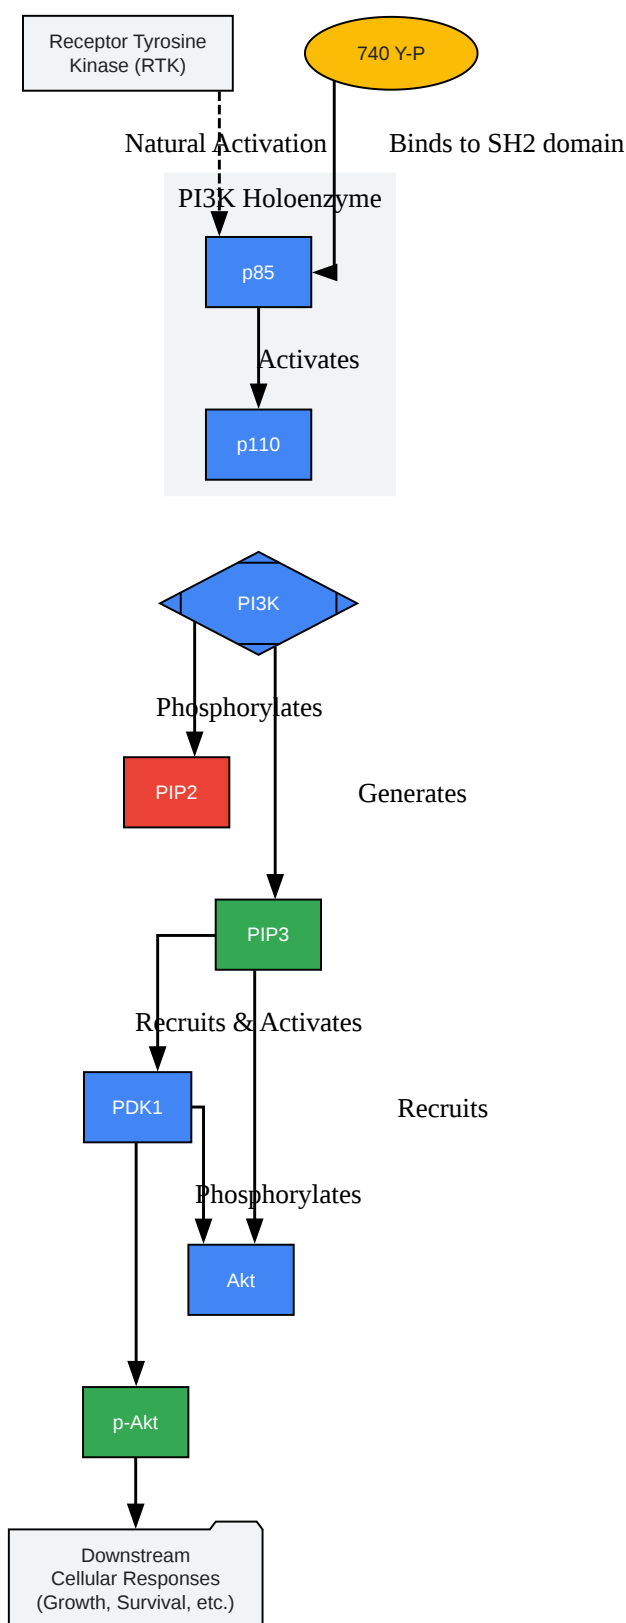 Receptor Tyrosine
Kinase (RTK)
740 Y-P
Natural Activation
Binds to SH2 domain
PI3K Holoenzyme
p85
Activates
p110
PI3K
Phosphorylates
PIP2
Generates
PIP3
Recruits & Activates
PDK1
Recruits
Phosphorylates
Akt
p-Akt
Downstream
Cellular Responses
(Growth, Survival, etc.)